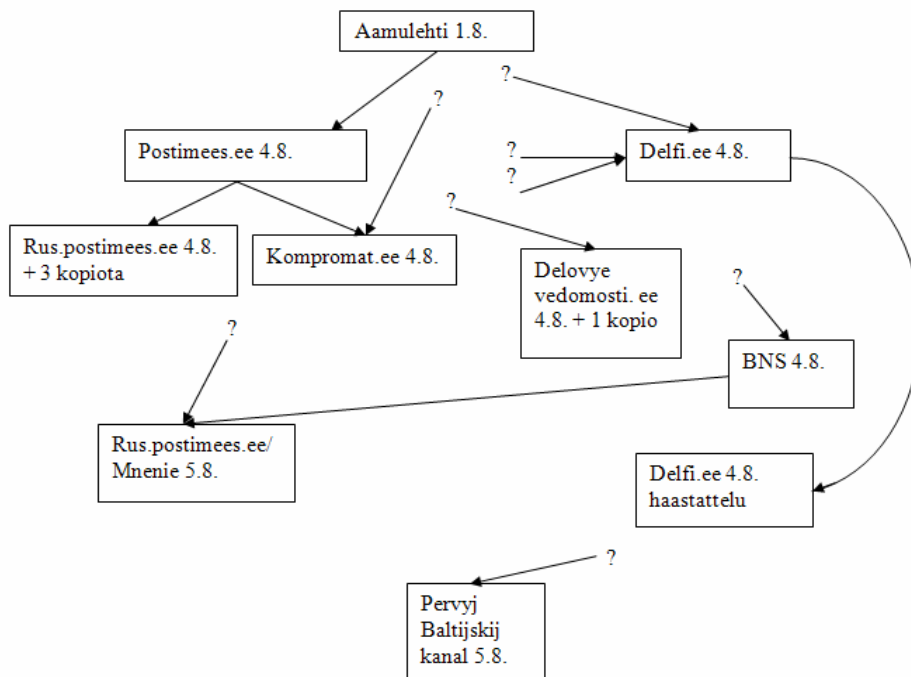 Aamulehti 1.8.
?
?
Postimees.ee 4.8.
?
Delfi.ee 4.8.
?
?
Rus.postimees.ee 4.8.
+ 3 kopiota
Kompromat.ee 4.8.
Delovye
vedomosti. ee
4.8. + 1 kopio
?
?
BNS 4.8.
Rus.postimees.ee/
Mnenie 5.8.
Delfi.ee 4.8.
haastattelu
?
Pervyj
Baltijskij
kanal 5.8.